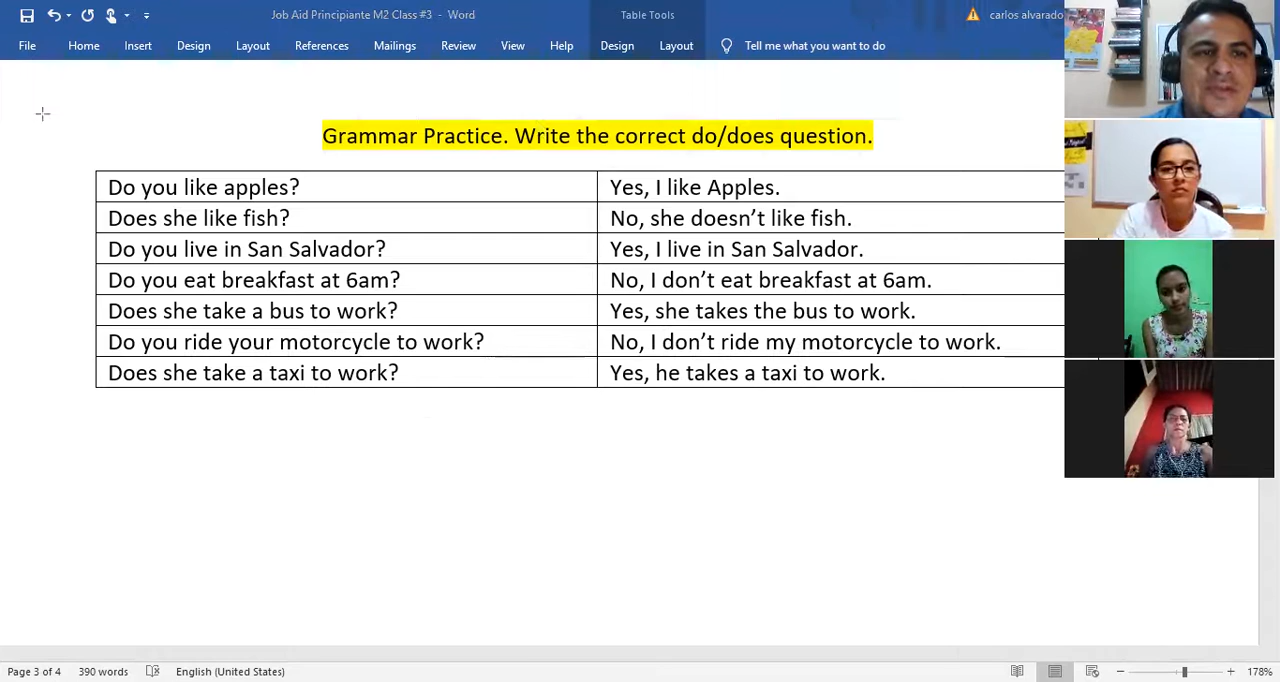 Job Aid Principiante M2 Class #3 - Word
Table Tools
carlos alvarado
File Home Insert Design Layout References Mailings Review View Help Design Layout Tell me what you want to do
Grammar Practice. Write the correct do/does question.
Do you like apples? Yes, I like Apples.
Does she like fish? No, she doesn’t like fish.
Do you live in San Salvador? Yes, I live in San Salvador.
Do you eat breakfast at 6am? No, I don’t eat breakfast at 6am.
Does she take a bus to work? Yes, she takes the bus to work.
Do you ride your motorcycle to work? No, I don’t ride my motorcycle to work.
Does she take a taxi to work? Yes, he takes a taxi to work.
Page 3 of 4 390 words English (United States) 178%